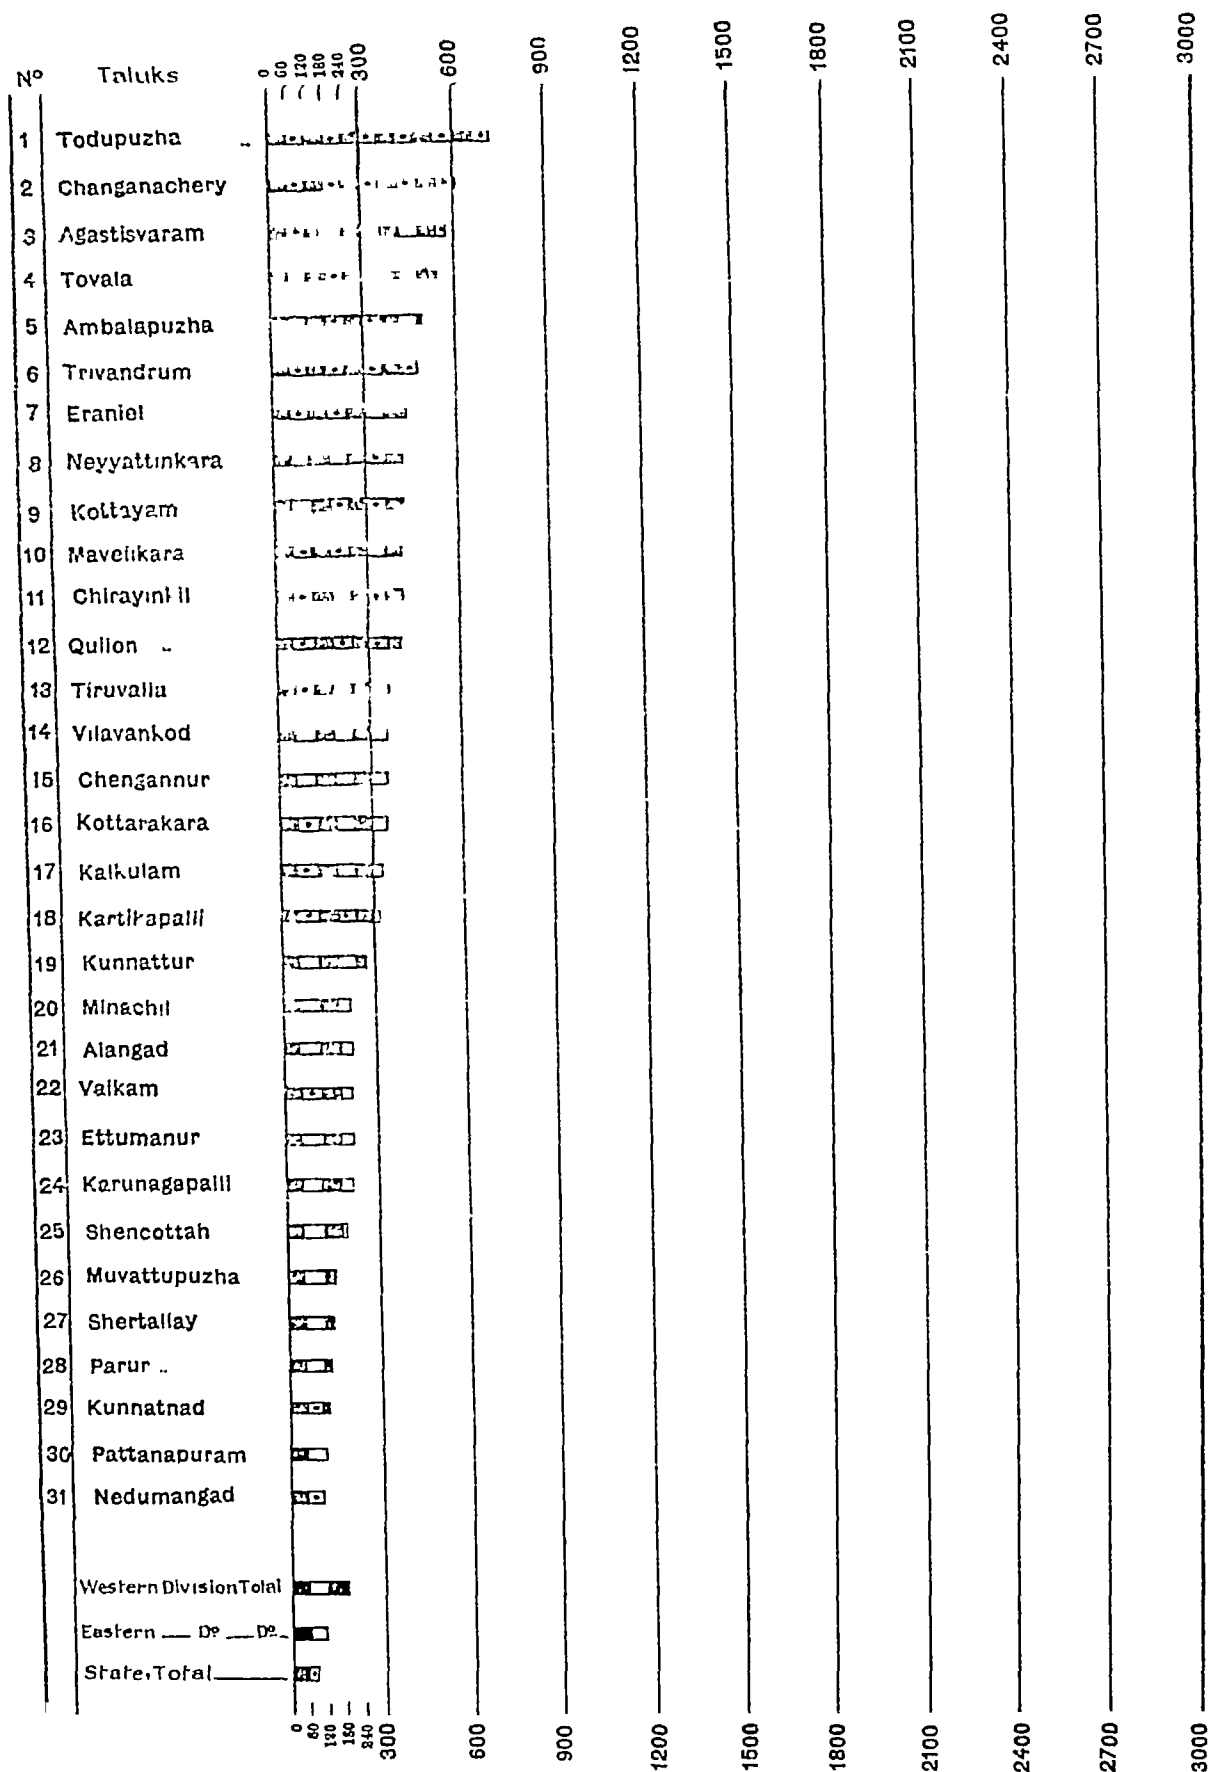 0 60 120 180 240 300 600 900 1200 1500 1800 2100 2400 2700 3000
Nº Taluks
1 Todupuzha ..
2 Changanachery
3 Agastisvaram
4 Tovala
5 Ambalapuzha
6 Trivandrum
7 Eraniel
8 Neyyattinkara
9 Kottayam
10 Mavelikara
11 Chirayinkil
12 Quilon ..
13 Tiruvalla
14 Vilavankod
15 Chengannur
16 Kottarakara
17 Kalkulam
18 Kartikapalli
19 Kunnattur
20 Minachil
21 Alangad
22 Vaikam
23 Ettumanur
24 Karunagapalli
25 Shencottah
26 Muvattupuzha
27 Shertallay
28 Parur ..
29 Kunnatnad
30 Pattanapuram
31 Nedumangad
Western Division Total
Eastern Dº Dº
State, Total
0 60 120 180 240 300 600 900 1200 1500 1800 2100 2400 2700 3000